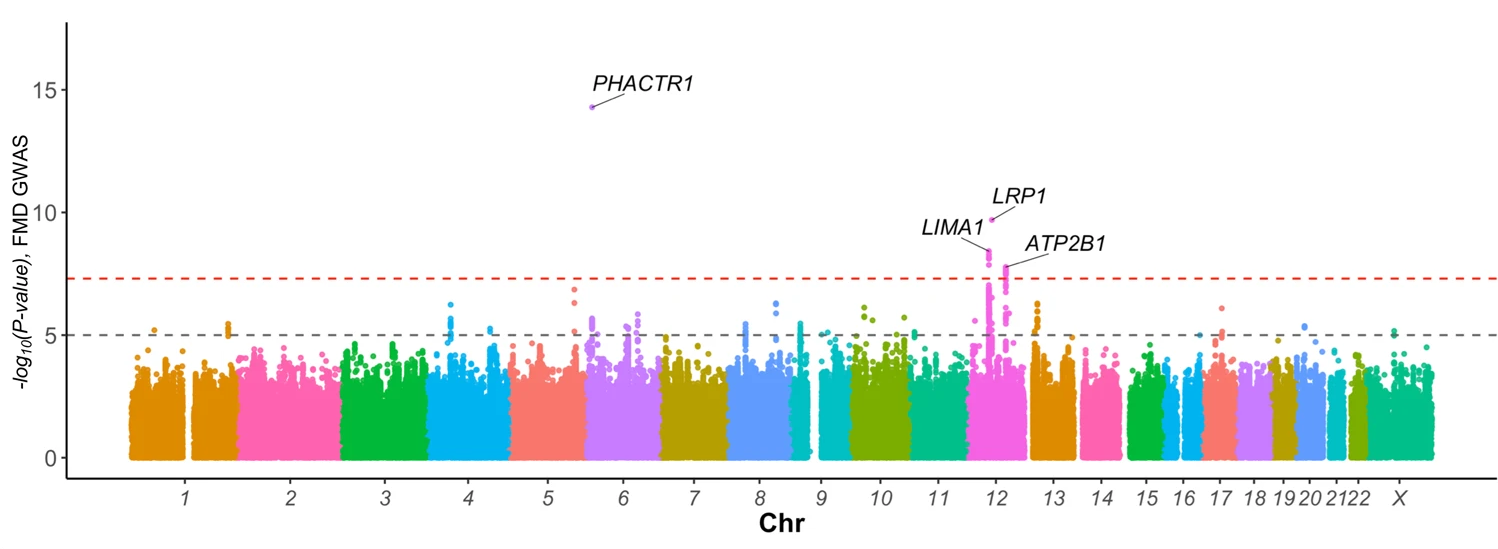 -log10(P-value), FMD GWAS
15
10
5
0
PHACTR1
LRP1
LIMA1
ATP2B1
1 2 3 4 5 6 7 8 9 10 11 12 13 14 15 16 17 18 19 20 21 22 X
Chr